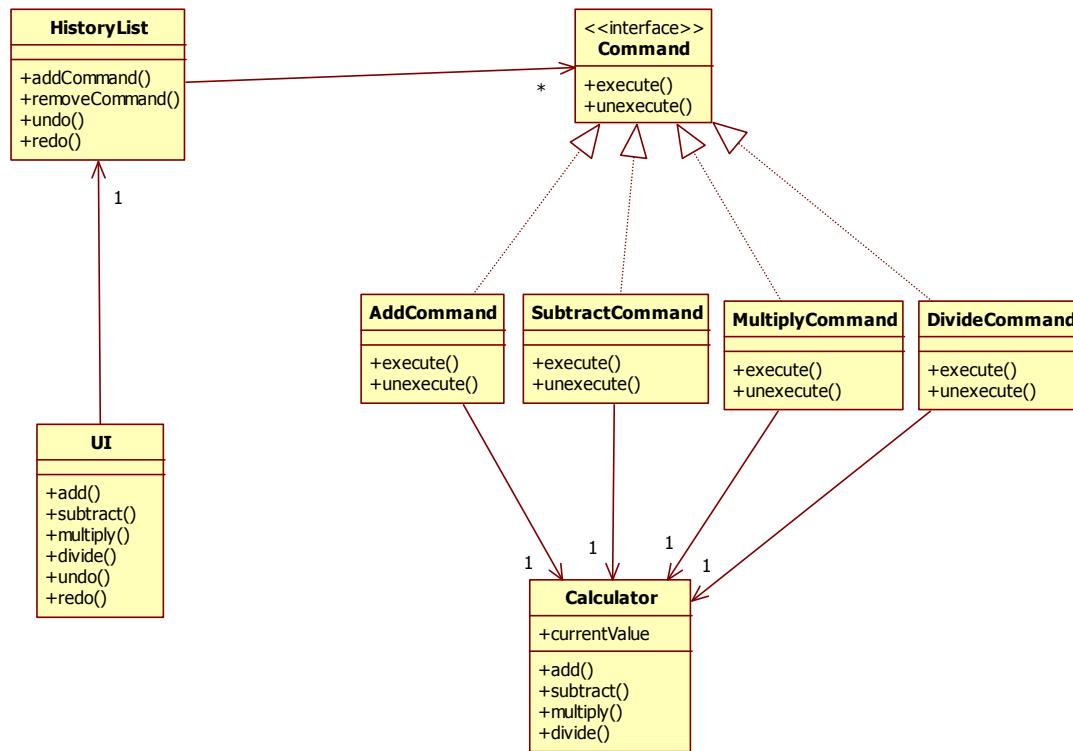 HistoryList
+addCommand()
+removeCommand()
+undo()
+redo()
<<interface>>
Command
+execute()
+unexecute()
*
1
AddCommand
+execute()
+unexecute()
SubtractCommand
+execute()
+unexecute()
MultiplyCommand
+execute()
+unexecute()
DivideCommand
+execute()
+unexecute()
UI
+add()
+subtract()
+multiply()
+divide()
+undo()
+redo()
1
1
1
1
Calculator
+currentValue
+add()
+subtract()
+multiply()
+divide()